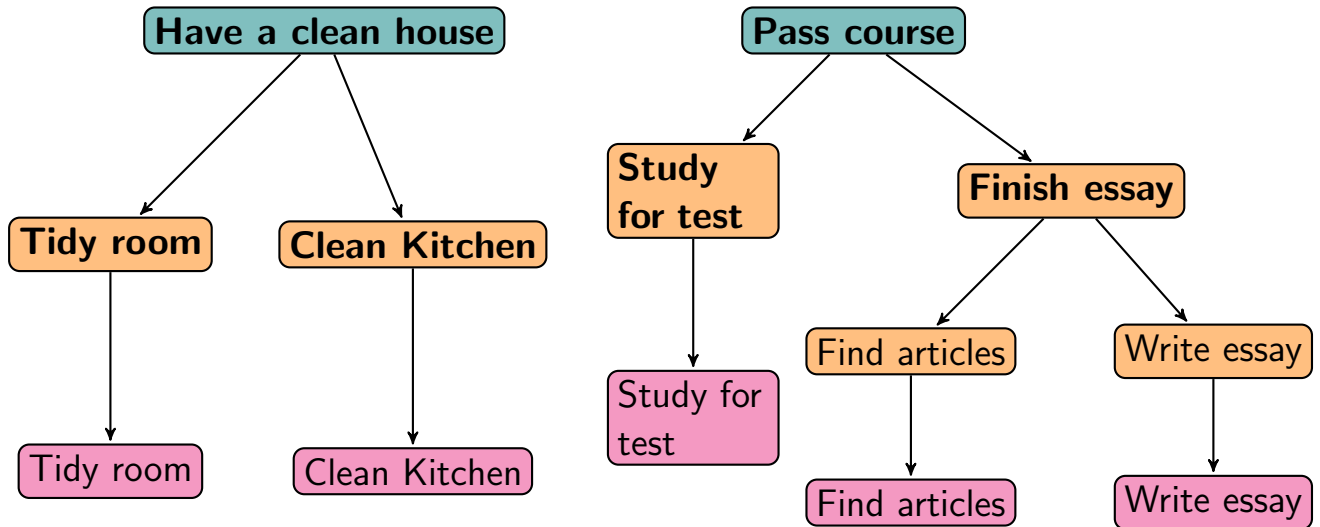 Have a clean house
Pass course
Study
for test
Finish essay
Tidy room
Clean Kitchen
Find articles
Write essay
Study for
test
Tidy room
Clean Kitchen
Find articles
Write essay